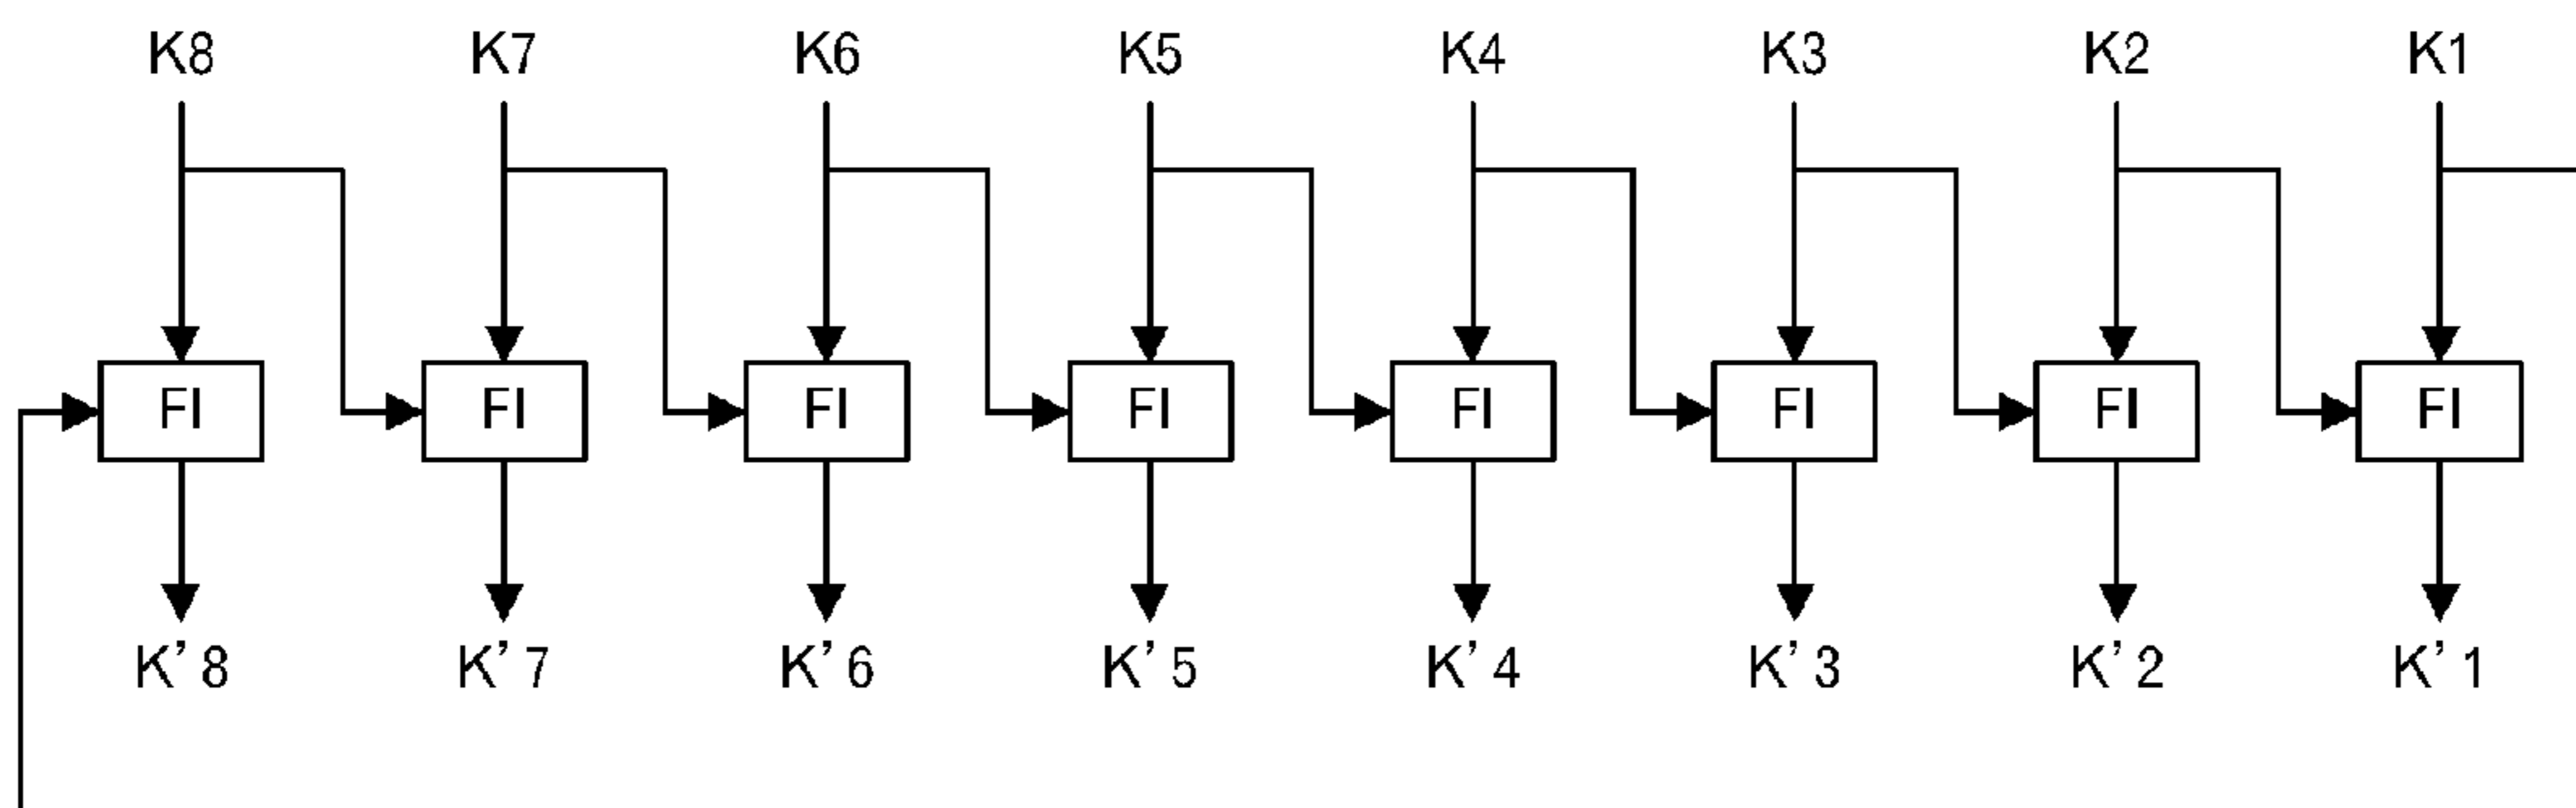 K8 K7 K6 K5 K4 K3 K2 K1
FI FI FI FI FI FI FI FI
K’8 K’7 K’6 K’5 K’4 K’3 K’2 K’1